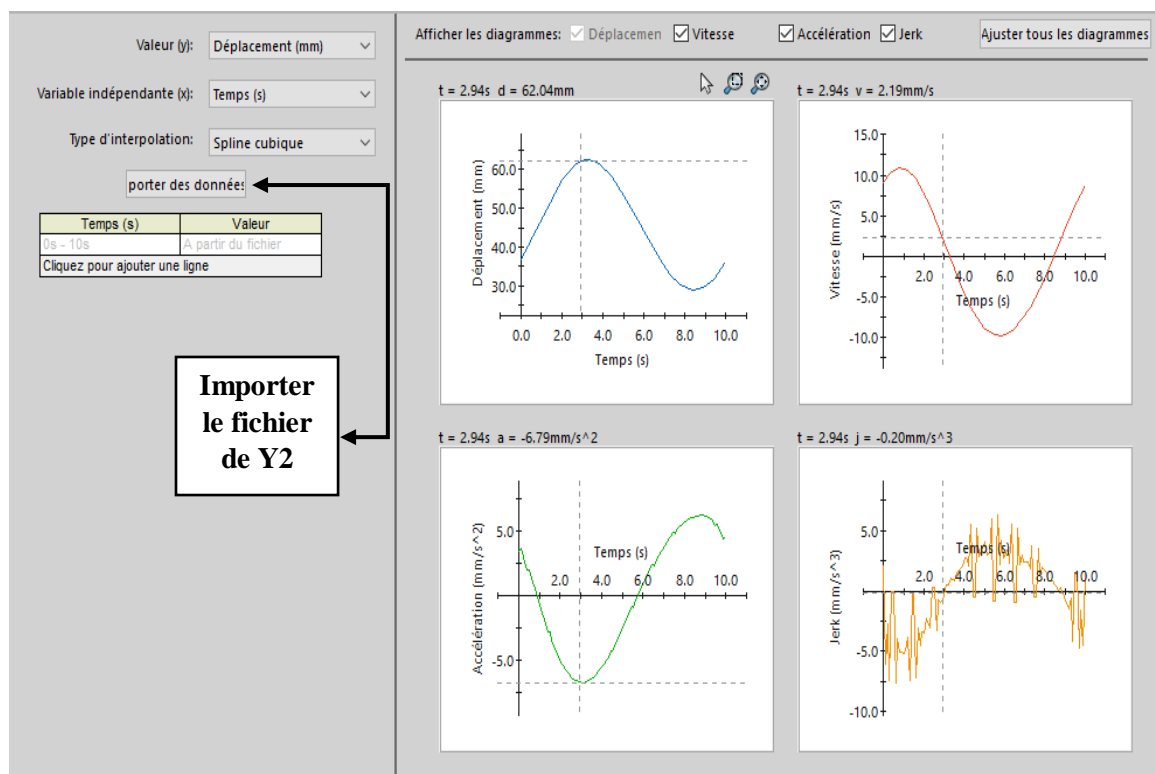 Valeur (y): Déplacement (mm)
Variable indépendante (x): Temps (s)
Type d'interpolation: Spline cubique
porter des données
Temps (s) Valeur
0s - 10s A partir du fichier
Cliquez pour ajouter une ligne
Importer
le fichier
de Y2
Afficher les diagrammes: Déplacemen Vitesse Accélération Jerk Ajuster tous les diagrammes
t = 2.94s d = 62.04mm
Déplacement (mm)
60.0
50.0
40.0
30.0
0.0 2.0 4.0 6.0 8.0 10.0
Temps (s)
t = 2.94s v = 2.19mm/s
Vitesse (mm/s)
15.0
10.0
5.0
2.0 4.0 6.0 8.0 10.0
Temps (s)
-5.0
-10.0
t = 2.94s a = -6.79mm/s^2
Accélération (mm/s^2)
5.0
Temps (s)
2.0 4.0 6.0 8.0 10.0
-5.0
t = 2.94s j = -0.20mm/s^3
Jerk (mm/s^3)
5.0
Temps (s)
2.0 4.0 6.0 8.0 10.0
-5.0
-10.0